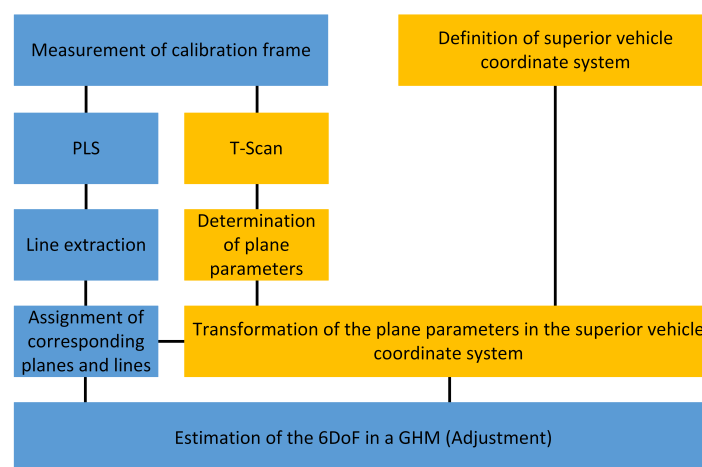 Measurement of calibration frame
Definition of superior vehicle
coordinate system
PLS
T-Scan
Line extraction
Determination
of plane
parameters
Assignment of
corresponding
planes and lines
Transformation of the plane parameters in the superior vehicle
coordinate system
Estimation of the 6DoF in a GHM (Adjustment)